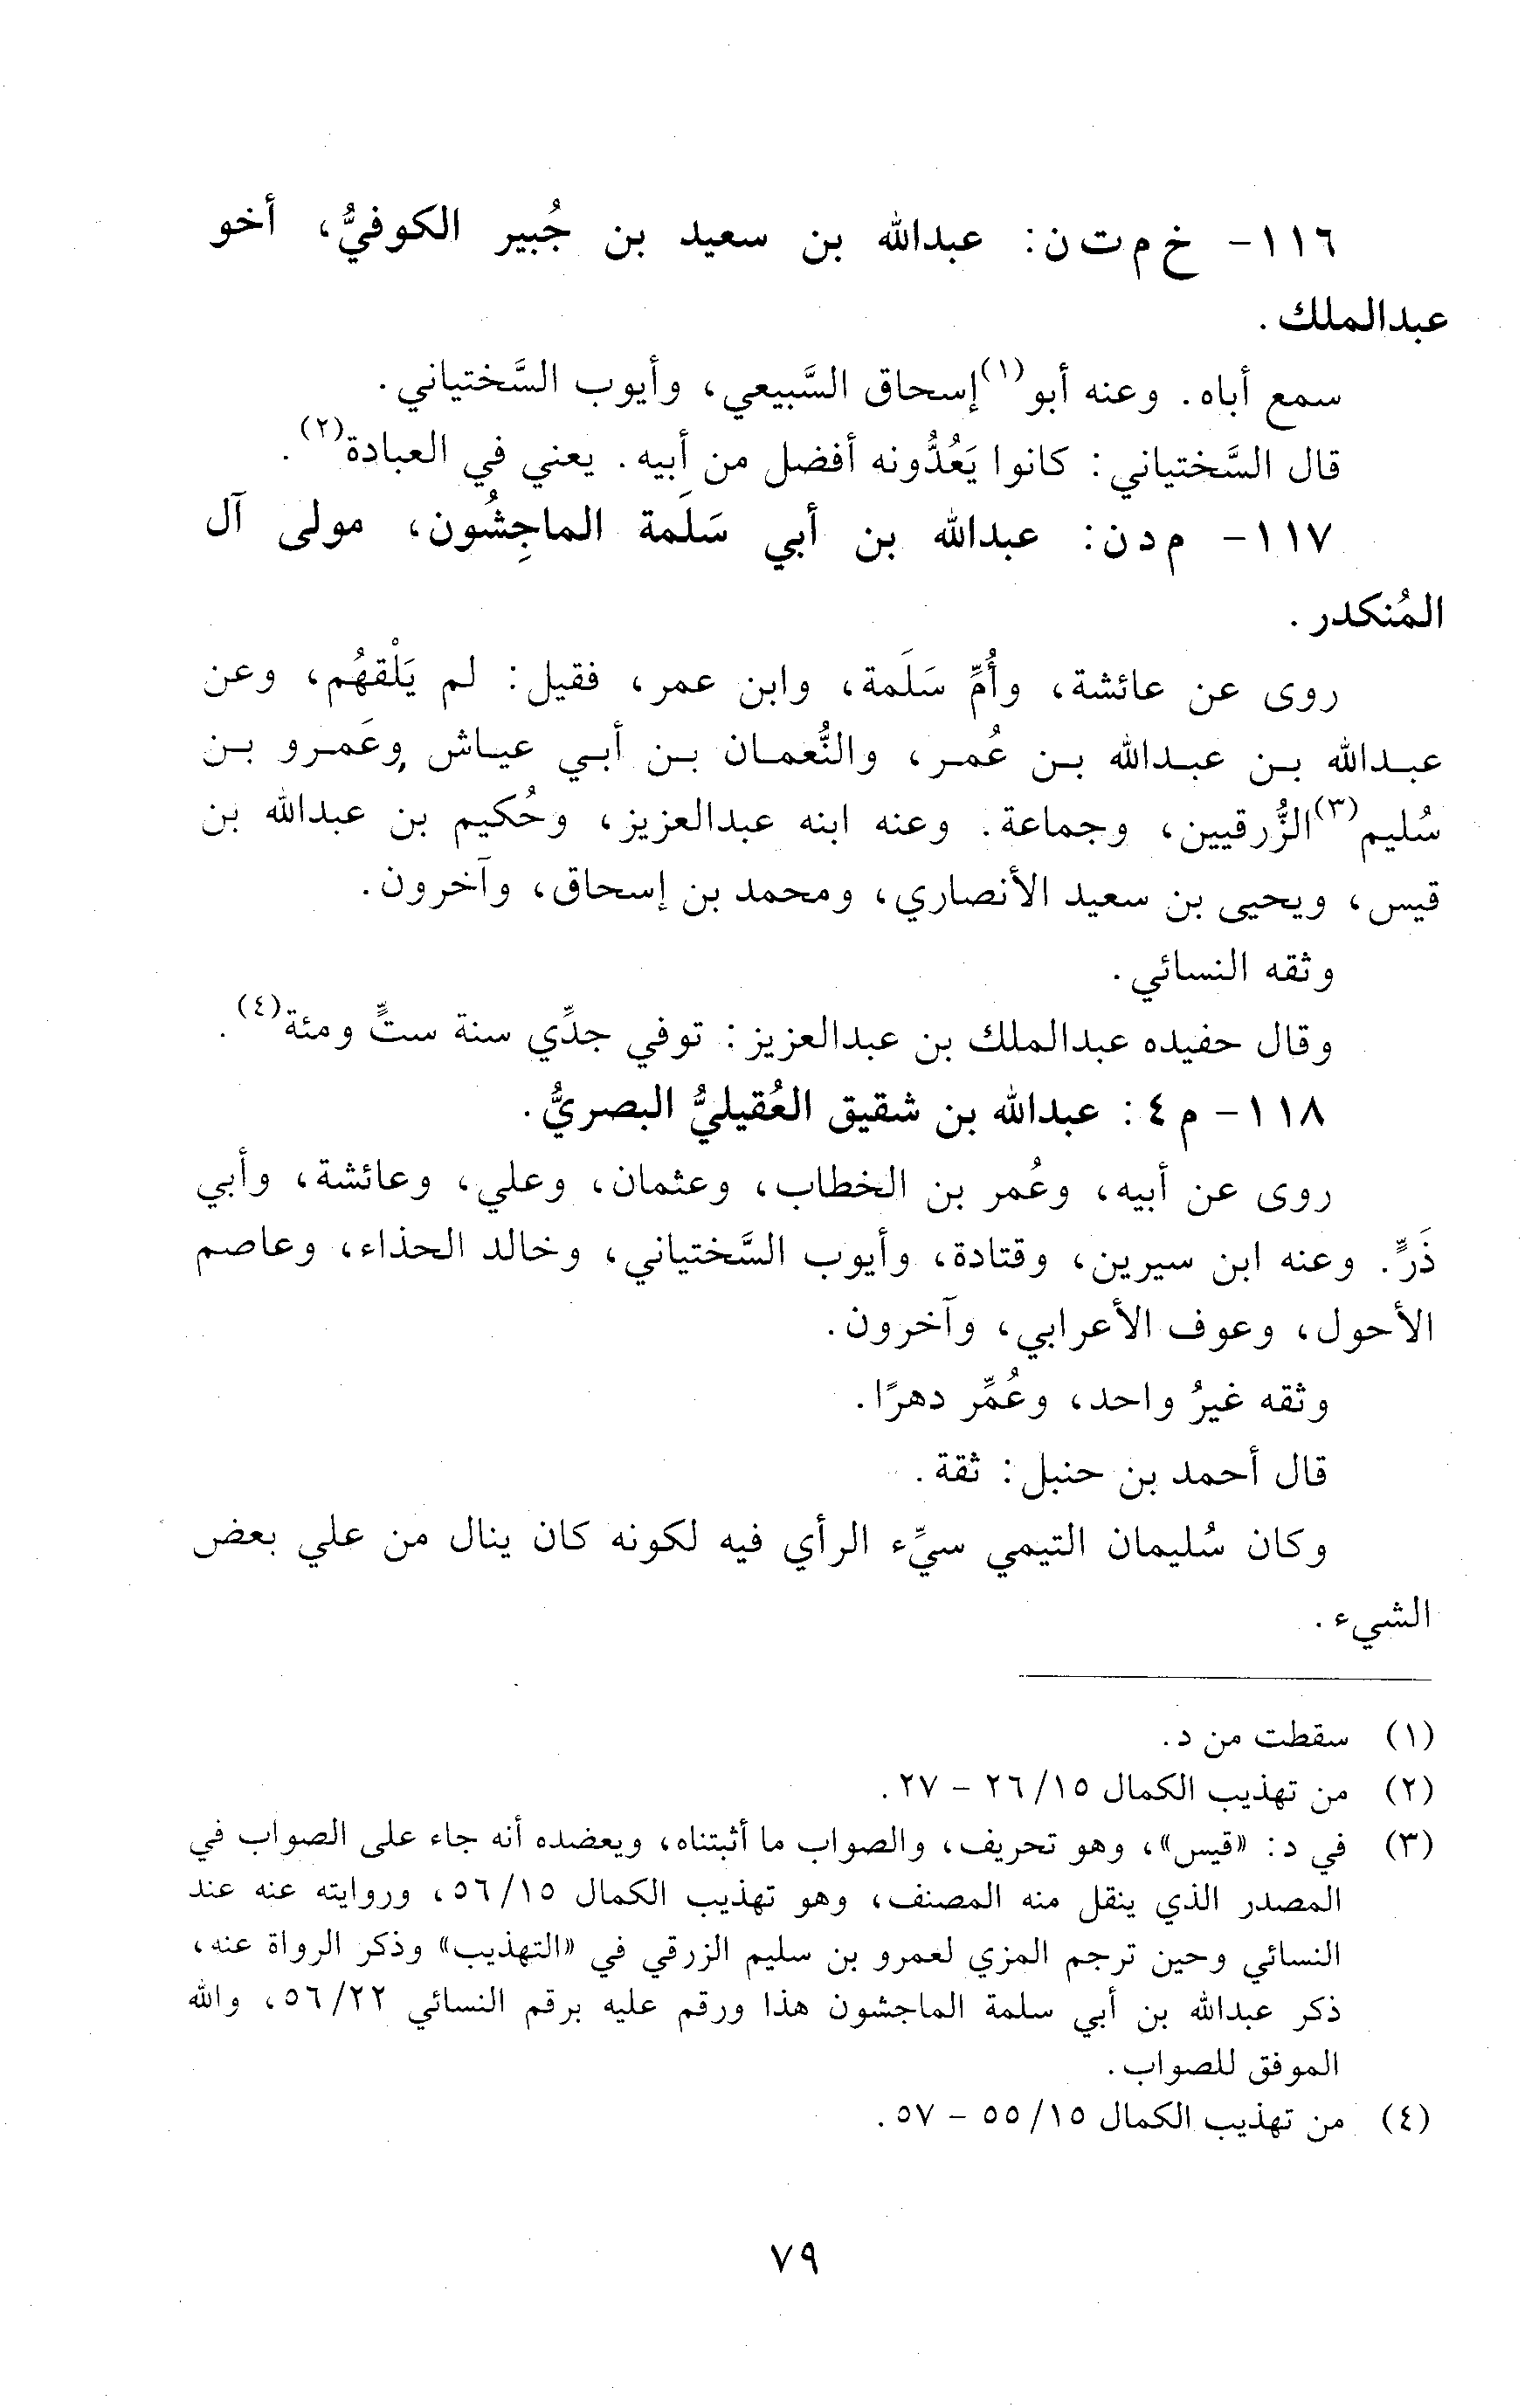 ١١٦- خ م ت ن: عبدالله بن سعيد بن جُبير الكوفيُّ، أخو
عبدالملك.
سمع أباه. وعنه أبو(١) إسحاق السَّبيعي، وأيوب السَّختياني.
قال السَّختياني: كانوا يَعُدُّونه أفضل من أبيه. يعني في العبادة(٢).
١١٧- م د ن: عبدالله بن أبي سَلَمة الماجِشُون، مولى آل
المُنكدر.
روى عن عائشة، وأُمِّ سَلَمة، وابن عمر، فقيل: لم يَلْقهُم، وعن
عبدالله بن عبدالله بن عُمر، والنُّعمان بن أبي عياش وعَمرو بن
سُليم(٣) الزُّرقيين، وجماعة. وعنه ابنه عبدالعزيز، وحُكيم بن عبدالله بن
قيس، ويحيى بن سعيد الأنصاري، ومحمد بن إسحاق، وآخرون.
وثقه النسائي.
وقال حفيده عبدالملك بن عبدالعزيز: توفي جدِّي سنة ستٍّ ومئة(٤).
١١٨- م ٤: عبدالله بن شقيق العُقيليُّ البصريُّ.
روى عن أبيه، وعُمر بن الخطاب، وعثمان، وعلي، وعائشة، وأبي
ذَرٍّ. وعنه ابن سيرين، وقتادة، وأيوب السَّختياني، وخالد الحذاء، وعاصم
الأحول، وعوف الأعرابي، وآخرون.
وثقه غيرُ واحد، وعُمِّر دهرًا.
قال أحمد بن حنبل: ثقة.
وكان سُليمان التيمي سيِّء الرأي فيه لكونه كان ينال من علي بعض
الشيء.
(١) سقطت من د.
(٢) من تهذيب الكمال ١٥/ ٢٦ - ٢٧.
(٣) في د: «قيس»، وهو تحريف، والصواب ما أثبتناه، ويعضده أنه جاء على الصواب في
المصدر الذي ينقل منه المصنف، وهو تهذيب الكمال ١٥/ ٥٦، وروايته عنه عند
النسائي وحين ترجم المزي لعمرو بن سليم الزرقي في «التهذيب» وذكر الرواة عنه،
ذكر عبدالله بن أبي سلمة الماجشون هذا ورقم عليه برقم النسائي ٢٢/ ٥٦، والله
الموفق للصواب.
(٤) من تهذيب الكمال ١٥/ ٥٥ - ٥٧.
٧٩